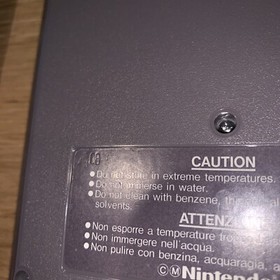 CAUTION
• Do not store in extreme temperatures.
• Do not immerse in water.
• Do not clean with benzene,
solvents.
• Non esporre a temperature
• Non immergere nell'acqua.
• Non pulire con benzina, acquaragia
©Ⓜ Nintendo